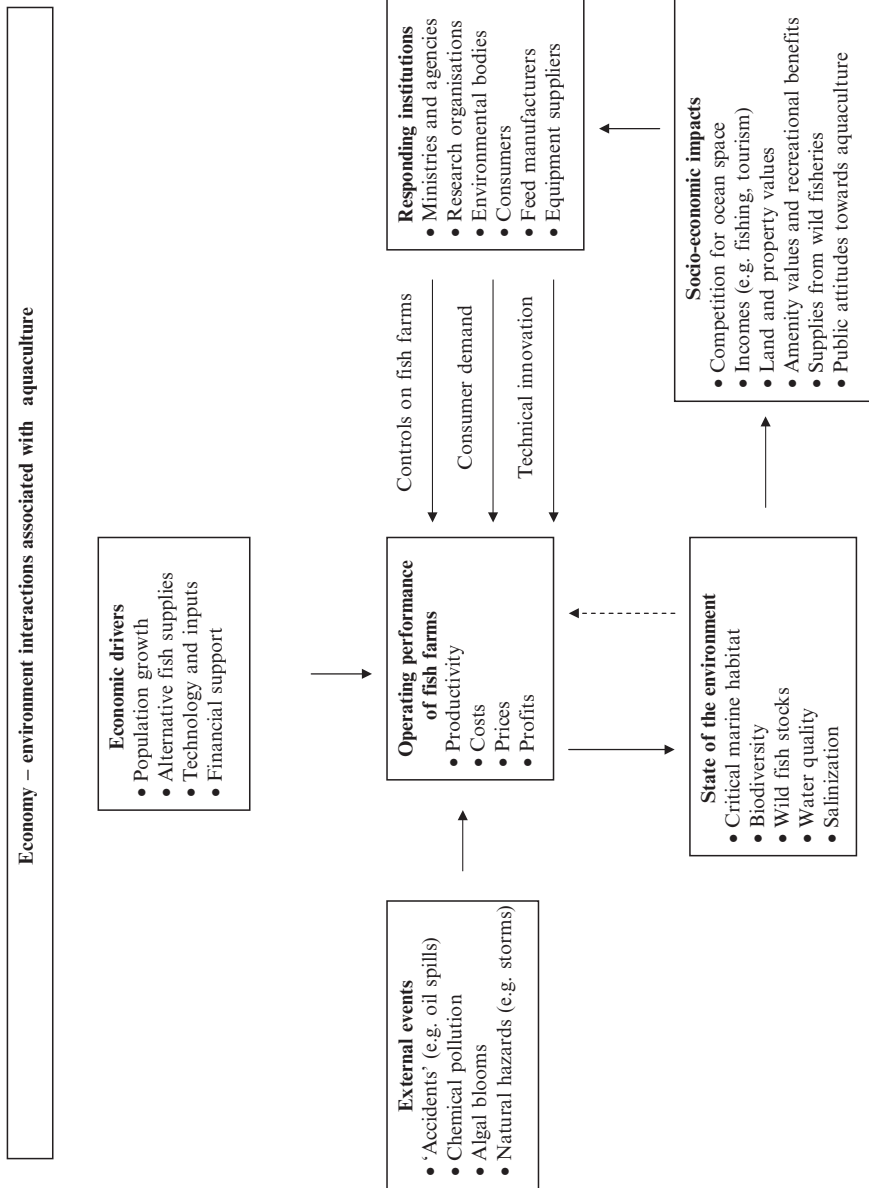 Economy – environment interactions associated with aquaculture
Economic drivers
• Population growth
• Alternative fish supplies
• Technology and inputs
• Financial support
External events
• ‘Accidents’ (e.g. oil spills)
• Chemical pollution
• Algal blooms
• Natural hazards (e.g. storms)
Operating performance
of fish farms
• Productivity
• Costs
• Prices
• Profits
Controls on fish farms
Consumer demand
Technical innovation
Responding institutions
• Ministries and agencies
• Research organisations
• Environmental bodies
• Consumers
• Feed manufacturers
• Equipment suppliers
State of the environment
• Critical marine habitat
• Biodiversity
• Wild fish stocks
• Water quality
• Salinization
Socio-economic impacts
• Competition for ocean space
• Incomes (e.g. fishing, tourism)
• Land and property values
• Amenity values and recreational benefits
• Supplies from wild fisheries
• Public attitudes towards aquaculture